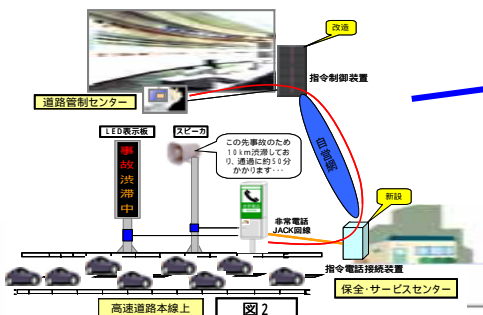 改造
指令制御装置
道路管制センター
自営線
LED表示板
スピーカ
この先事故のため
10km渋滞してお
り、通過に約50分
かかります・・・
事故渋滞中
非常電話
JACK回線
新設
指令電話接続装置
保全・サービスセンター
高速道路本線上
図2